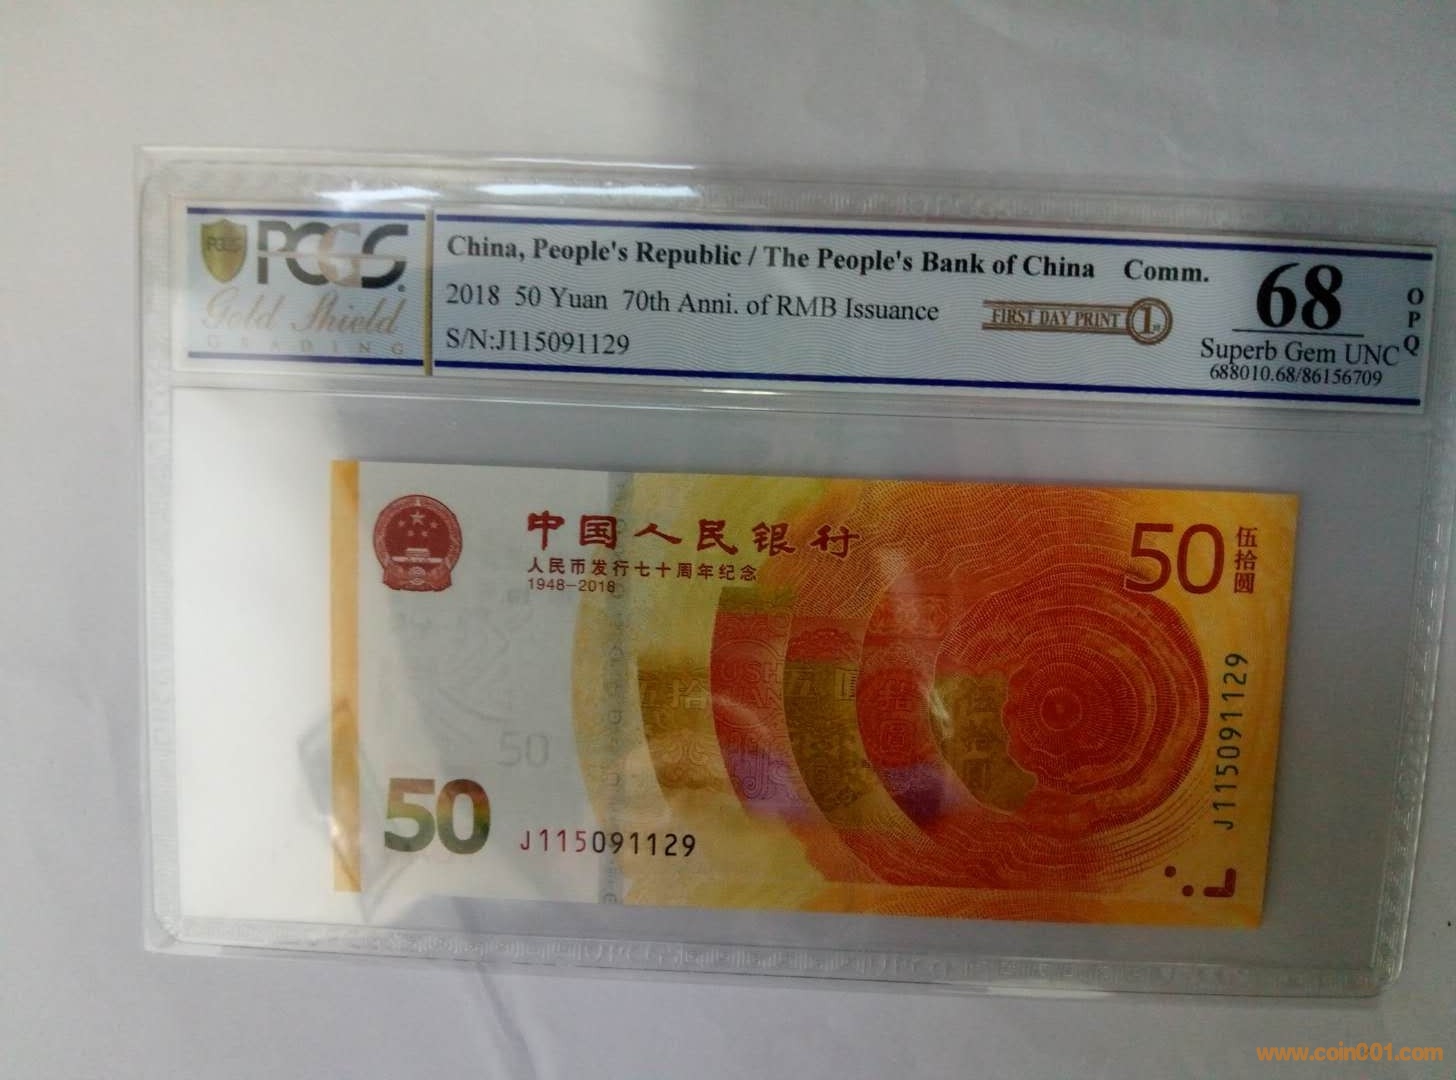 PCGS
PCGS
Gold Shield
GRADING
China, People's Republic / The People's Bank of China Comm.
2018 50 Yuan 70th Anni. of RMB Issuance
S/N:J115091129
FIRST DAY PRINT 1st
68
Superb Gem UNC
688010.68/86156709
OPQ
中国人民银行
人民币发行七十周年纪念
1948-2018
50
伍拾圆
50
50
J115091129
J115091129
www.coin001.com